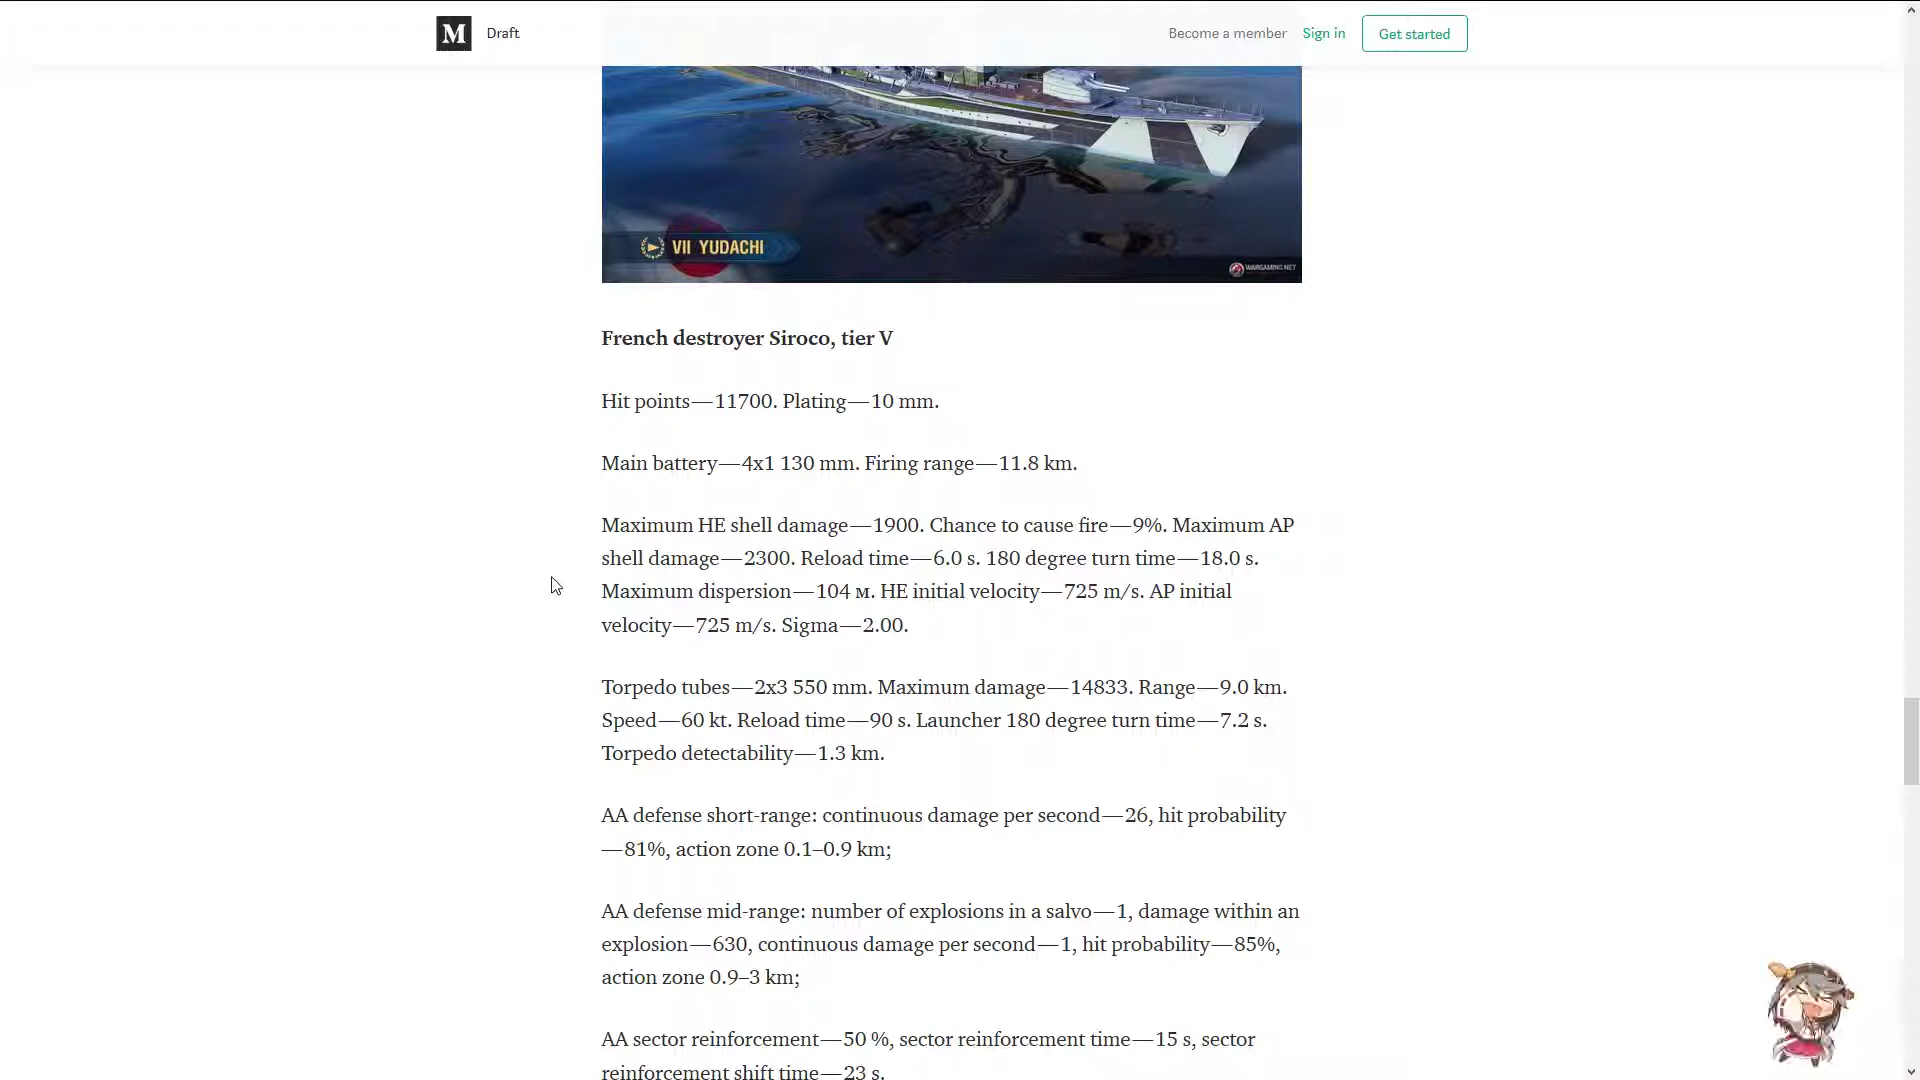 M Draft
Become a member Sign in Get started
VII YUDACHI
WARGAMING.NET
French destroyer Siroco, tier V
Hit points—11700. Plating—10 mm.
Main battery—4x1 130 mm. Firing range—11.8 km.
Maximum HE shell damage—1900. Chance to cause fire—9%. Maximum AP
shell damage—2300. Reload time—6.0 s. 180 degree turn time—18.0 s.
Maximum dispersion—104 м. HE initial velocity—725 m/s. AP initial
velocity—725 m/s. Sigma—2.00.
Torpedo tubes—2x3 550 mm. Maximum damage—14833. Range—9.0 km.
Speed—60 kt. Reload time—90 s. Launcher 180 degree turn time—7.2 s.
Torpedo detectability—1.3 km.
AA defense short-range: continuous damage per second—26, hit probability
—81%, action zone 0.1–0.9 km;
AA defense mid-range: number of explosions in a salvo—1, damage within an
explosion—630, continuous damage per second—1, hit probability—85%,
action zone 0.9–3 km;
AA sector reinforcement—50 %, sector reinforcement time—15 s, sector
reinforcement shift time—23 s.